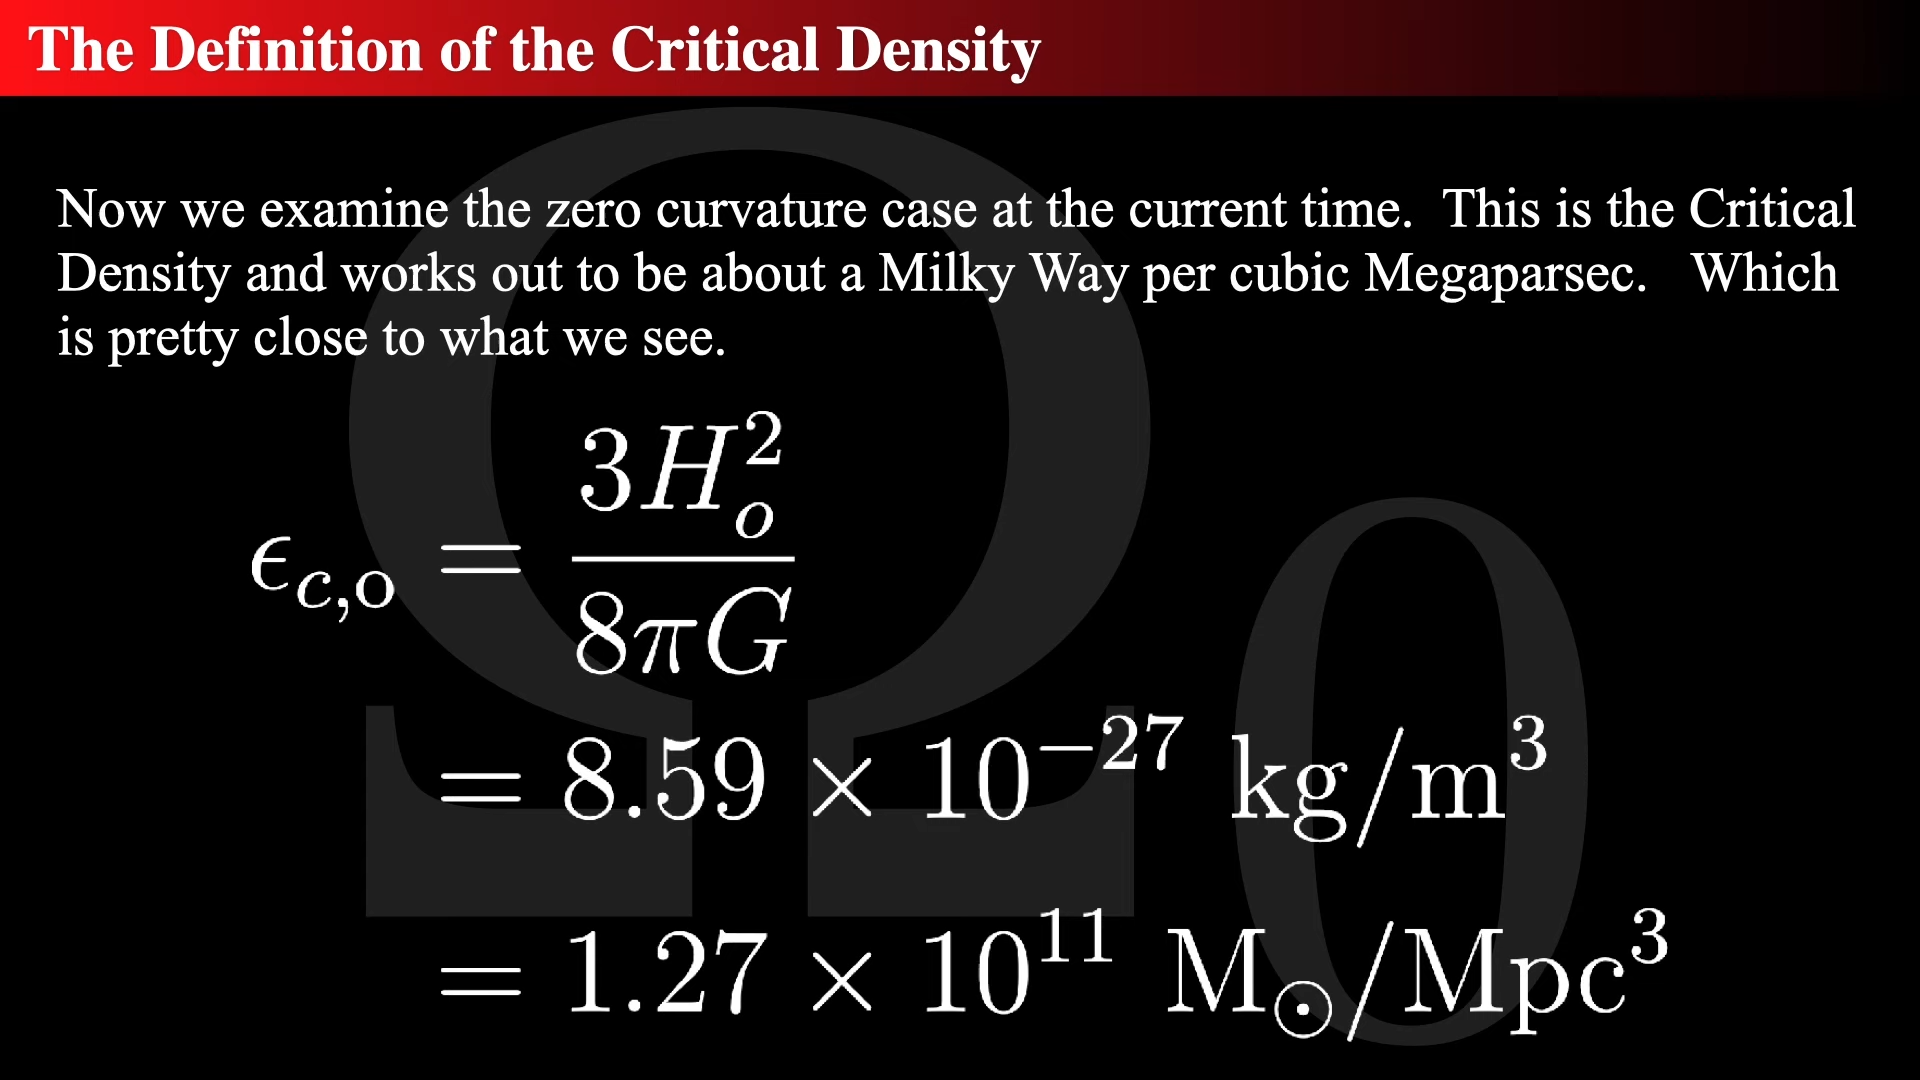 The Definition of the Critical Density
Now we examine the zero curvature case at the current time. This is the Critical
Density and works out to be about a Milky Way per cubic Megaparsec. Which
is pretty close to what we see.
ϵ_{c,o} = \frac{3H_o^2}{8πG}
= 8.59 × 10^{−27} kg/m^3
= 1.27 × 10^{11} M_⊙/Mpc^3
Ω_0